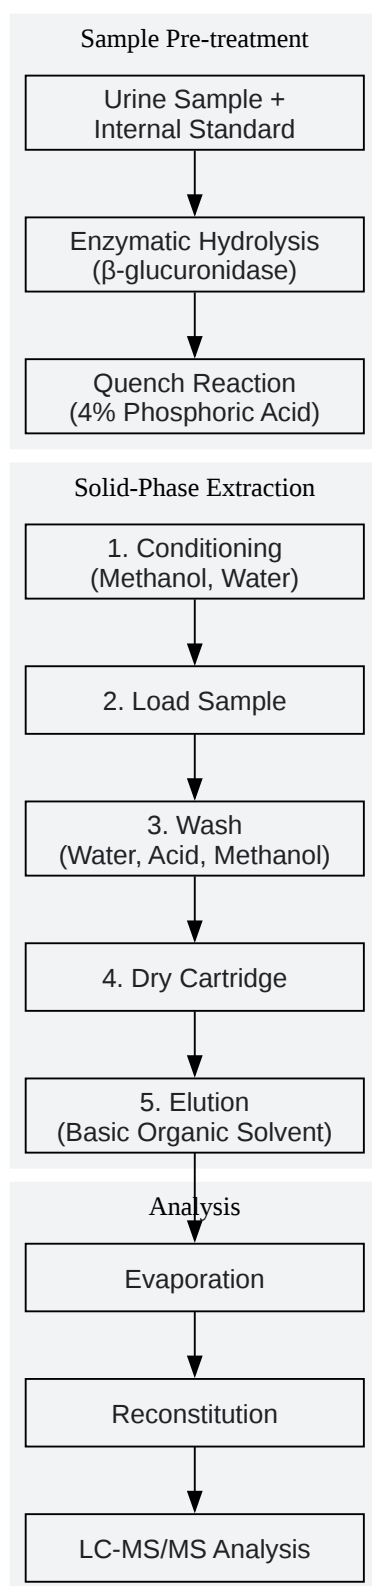 Sample Pre-treatment
Urine Sample +
Internal Standard
Enzymatic Hydrolysis
(β-glucuronidase)
Quench Reaction
(4% Phosphoric Acid)
Solid-Phase Extraction
1. Conditioning
(Methanol, Water)
2. Load Sample
3. Wash
(Water, Acid, Methanol)
4. Dry Cartridge
5. Elution
(Basic Organic Solvent)
Analysis
Evaporation
Reconstitution
LC-MS/MS Analysis